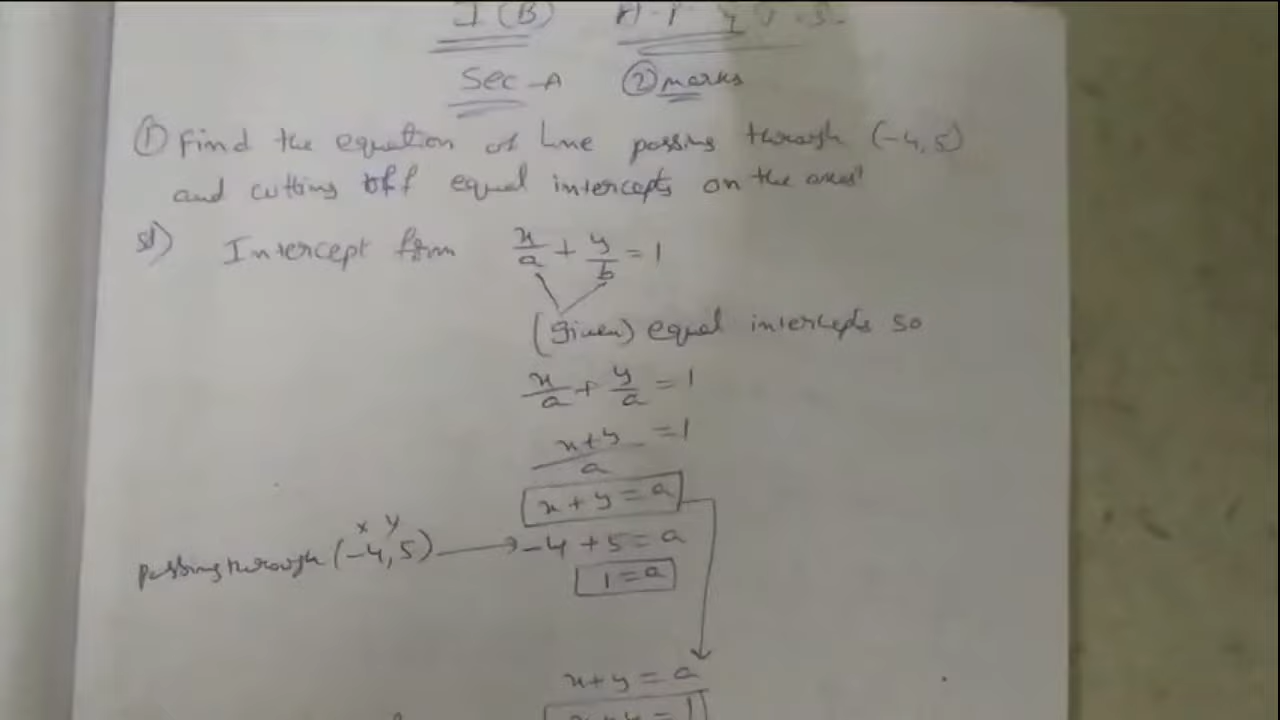 I (B)
Sec-A ② marks
① Find the equation of line passing through (-4, 5)
and cutting off equal intercepts on the axes
sl) Intercept form x/a + y/b = 1
(given) equal intercepts so
x/a + y/a = 1
x+y/a = 1
x + y = a
x y
passing through (-4, 5) → -4 + 5 = a
1 = a
x+y = a